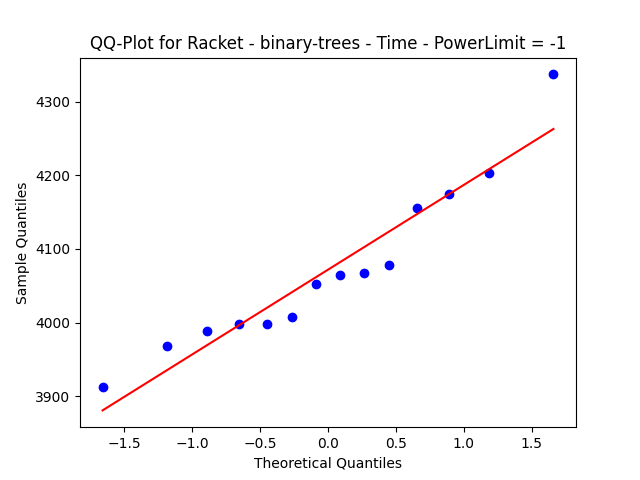 QQ-Plot for Racket - binary-trees - Time - PowerLimit = -1
4300
4200
4100
4000
3900
Sample Quantiles
−1.5 −1.0 −0.5 0.0 0.5 1.0 1.5
Theoretical Quantiles